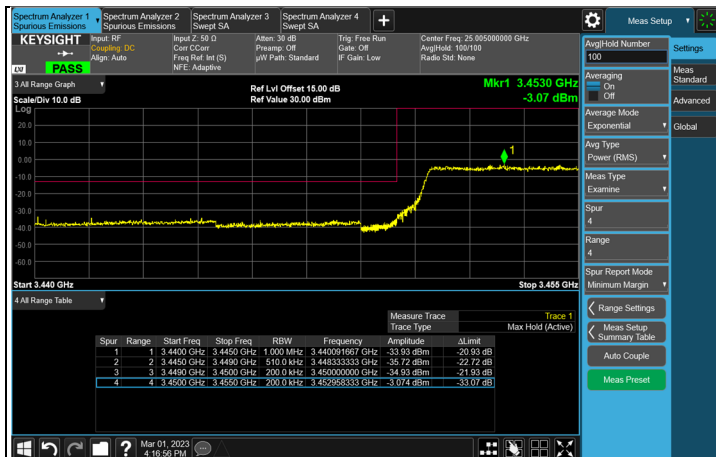 Spectrum Analyzer 1 Spurious Emissions
Spectrum Analyzer 2 Spurious Emissions
Spectrum Analyzer 3 Swept SA
Spectrum Analyzer 4 Swept SA
+
Meas Setup
KEYSIGHT
Input: RF
Coupling: DC
Align: Auto
Input Z: 50 Ω
Corr CCorr
Freq Ref: Int (S)
NFE: Adaptive
Atten: 30 dB
Preamp: Off
µW Path: Standard
Trig: Free Run
Gate: Off
IF Gain: Low
Center Freq: 25.005000000 GHz
Avg|Hold: 100/100
Radio Std: None
LXI
PASS
3 All Range Graph
Scale/Div 10.0 dB
Ref Lvl Offset 15.00 dB
Ref Value 30.00 dBm
Mkr1 3.4530 GHz
-3.07 dBm
Log
20.0
10.0
0.00
-10.0
-20.0
-30.0
-40.0
-50.0
-60.0
1
Start 3.440 GHz
Stop 3.455 GHz
4 All Range Table
Measure Trace Trace 1
Trace Type Max Hold (Active)
Spur Range Start Freq Stop Freq RBW Frequency Amplitude ΔLimit
1 1 3.4400 GHz 3.4450 GHz 1.000 MHz 3.440091667 GHz -33.93 dBm -20.93 dB
2 2 3.4450 GHz 3.4490 GHz 510.0 kHz 3.448333333 GHz -35.72 dBm -22.72 dB
3 3 3.4490 GHz 3.4500 GHz 200.0 kHz 3.450000000 GHz -34.93 dBm -21.93 dB
4 4 3.4500 GHz 3.4550 GHz 200.0 kHz 3.452958333 GHz -3.074 dBm -33.07 dB
Avg|Hold Number
100
Averaging
On
Off
Average Mode
Exponential
Avg Type
Power (RMS)
Meas Type
Examine
Spur
4
Range
4
Spur Report Mode
Minimum Margin
Range Settings
Meas Setup
Summary Table
Auto Couple
Meas Preset
Settings
Meas
Standard
Advanced
Global
?
Mar 01, 2023
4:16:56 PM